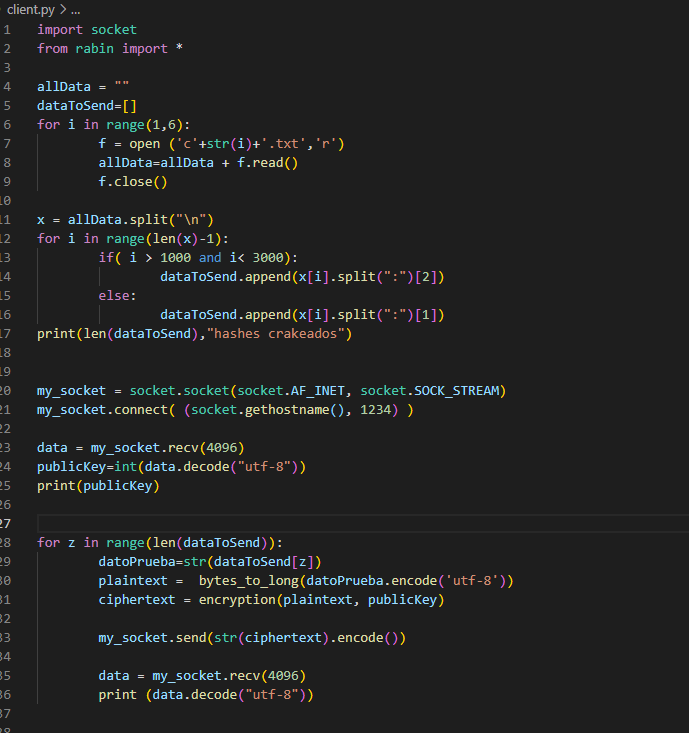 client.py > ...
1 import socket
2 from rabin import *
3
4 allData = ""
5 dataToSend=[]
6 for i in range(1,6):
7 f = open ('c'+str(i)+'.txt','r')
8 allData=allData + f.read()
9 f.close()
10
11 x = allData.split("\n")
12 for i in range(len(x)-1):
13 if( i > 1000 and i< 3000):
14 dataToSend.append(x[i].split(":")[2])
15 else:
16 dataToSend.append(x[i].split(":")[1])
17 print(len(dataToSend),"hashes crakeados")
18
19
20 my_socket = socket.socket(socket.AF_INET, socket.SOCK_STREAM)
21 my_socket.connect( (socket.gethostname(), 1234) )
22
23 data = my_socket.recv(4096)
24 publicKey=int(data.decode("utf-8"))
25 print(publicKey)
26
27
28 for z in range(len(dataToSend)):
29 datoPrueba=str(dataToSend[z])
30 plaintext =  bytes_to_long(datoPrueba.encode('utf-8'))
31 ciphertext = encryption(plaintext, publicKey)
32
33 my_socket.send(str(ciphertext).encode())
34
35 data = my_socket.recv(4096)
36 print (data.decode("utf-8"))
37
38